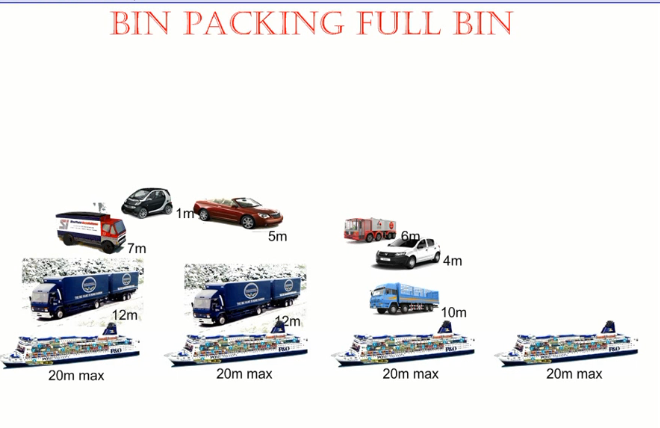 BIN PACKING FULL BIN
1m
5m
7m
6m
4m
12m
12m
10m
P&O
P&O
P&O
P&O
20m max
20m max
20m max
20m max